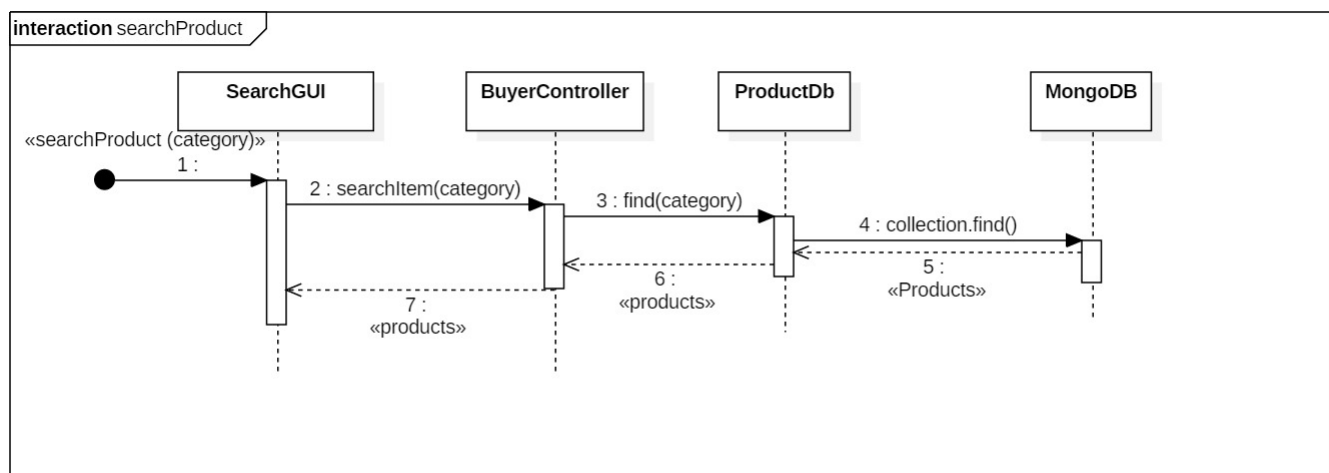 interaction searchProduct
SearchGUI
BuyerController
ProductDb
MongoDB
«searchProduct (category)»
1 :
2 : searchItem(category)
3 : find(category)
4 : collection.find()
5 :
«Products»
6 :
«products»
7 :
«products»